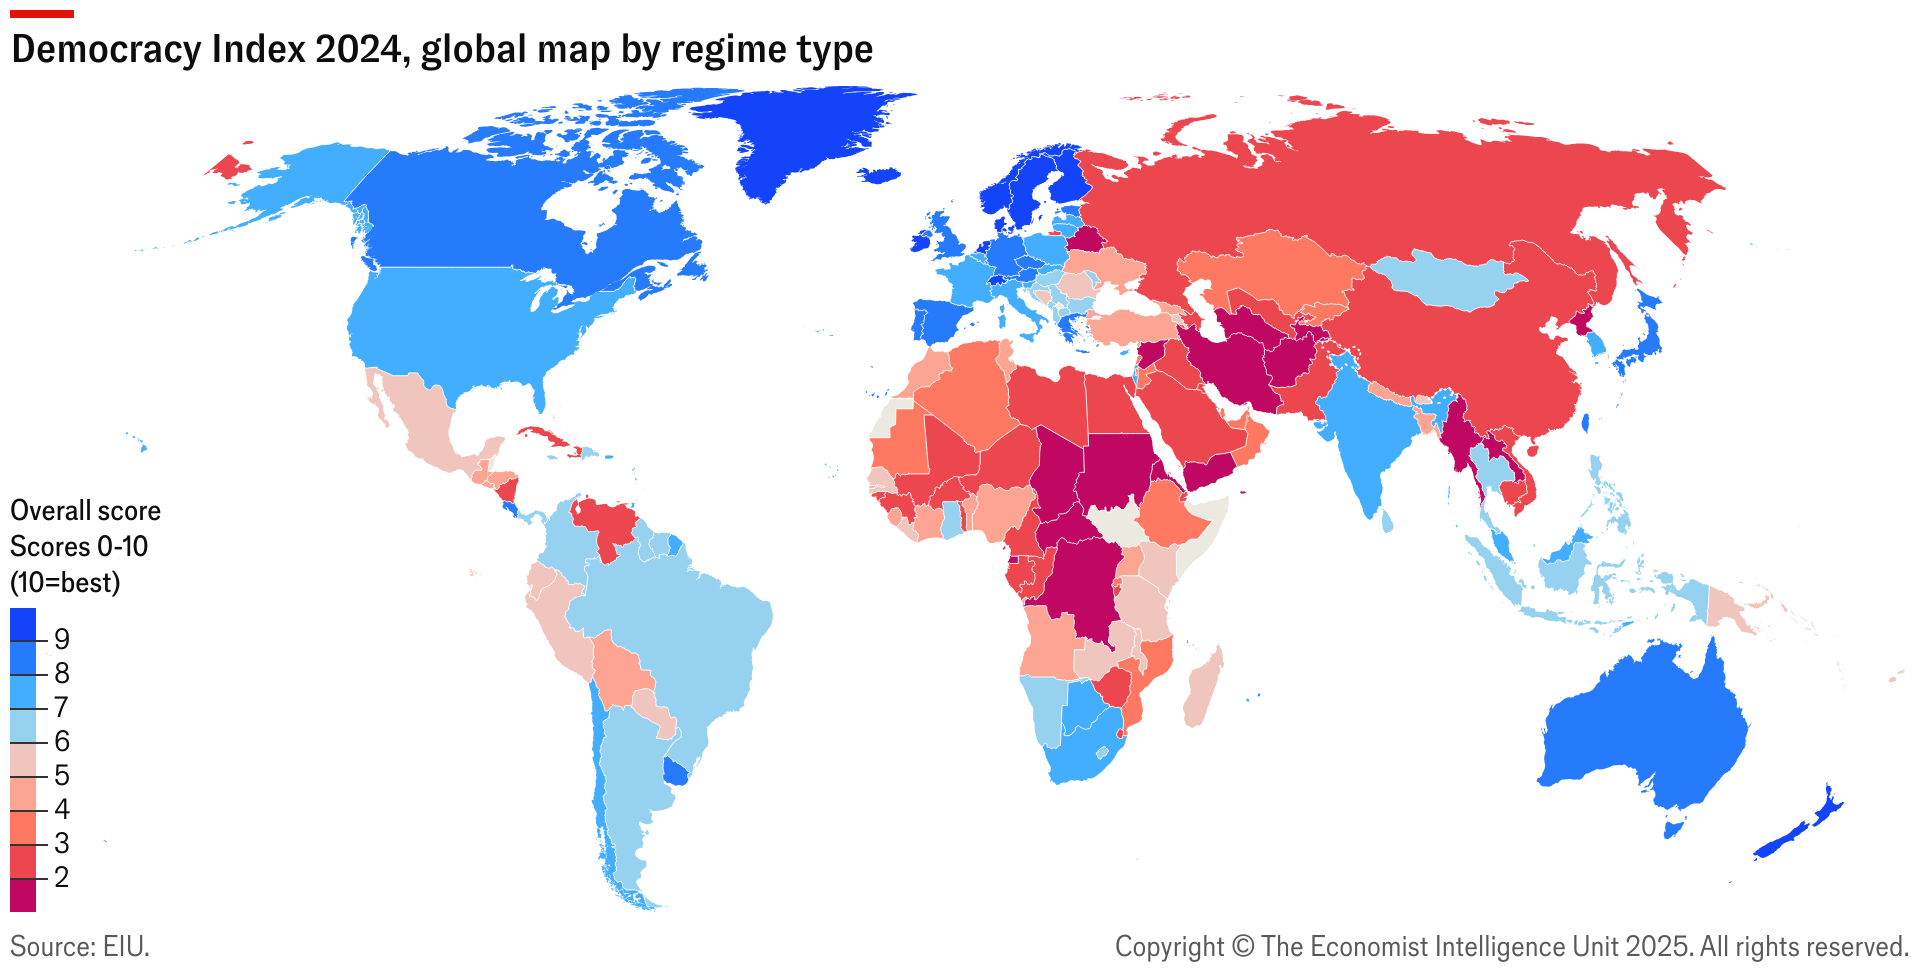 Democracy Index 2024, global map by regime type
Overall score
Scores 0-10
(10=best)
9
8
7
6
5
4
3
2
Source: EIU.
Copyright © The Economist Intelligence Unit 2025. All rights reserved.